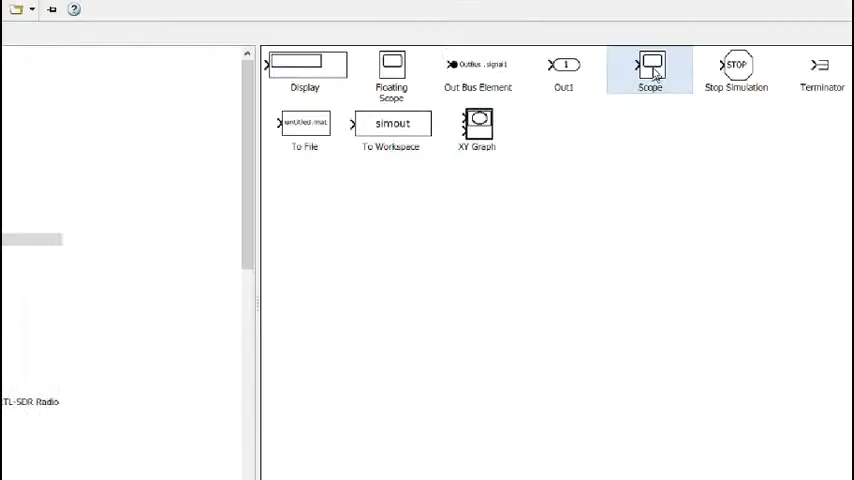 OutBus .signal1
1
STOP
Display
Floating
Scope
Out Bus Element
Out1
Scope
Stop Simulation
Terminator
untitled.mat
simout
To File
To Workspace
XY Graph
TL-SDR Radio